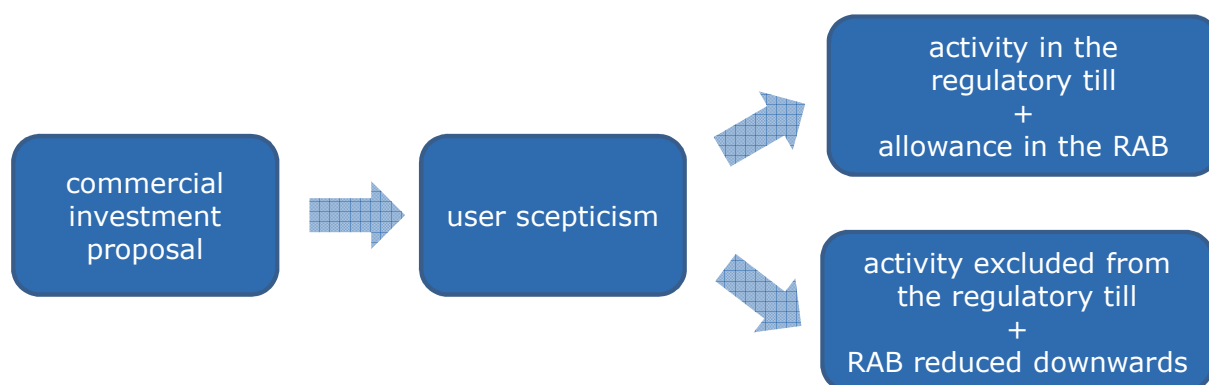 commercial
investment
proposal
user scepticism
activity in the
regulatory till
+
allowance in the RAB
activity excluded from
the regulatory till
+
RAB reduced downwards